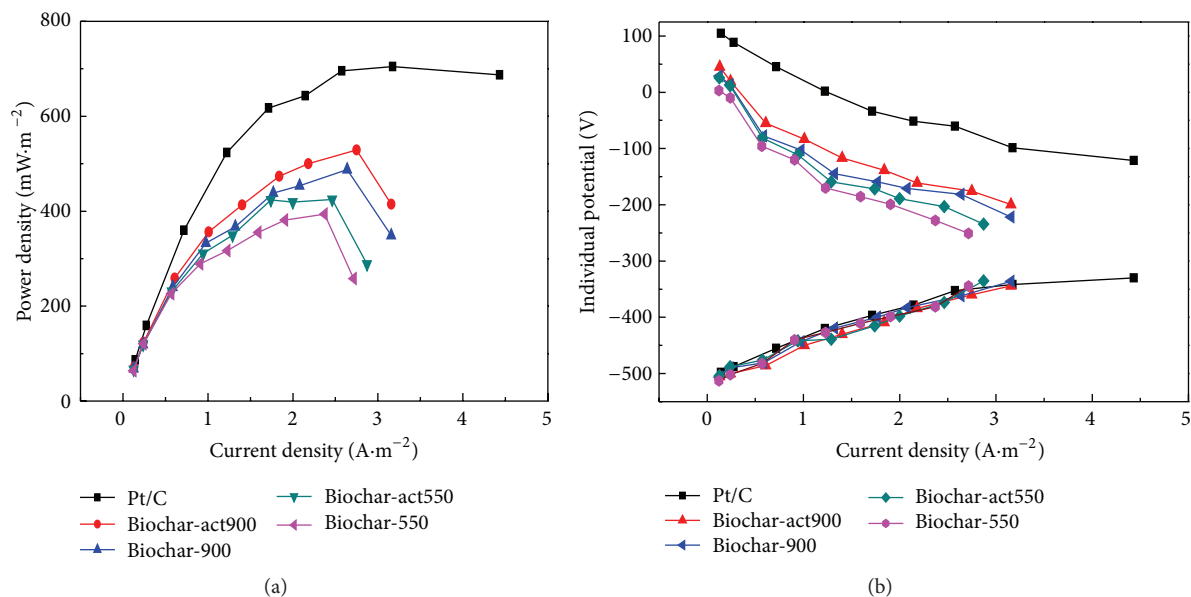 800
600
400
200
0
Power density (mW·m−2)
0 1 2 3 4 5
Current density (A·m−2)
Pt/C
Biochar-act900
Biochar-900
Biochar-act550
Biochar-550
(a)
100
0
−100
−200
−300
−400
−500
Individual potential (V)
0 1 2 3 4 5
Current density (A·m−2)
Pt/C
Biochar-act900
Biochar-900
Biochar-act550
Biochar-550
(b)